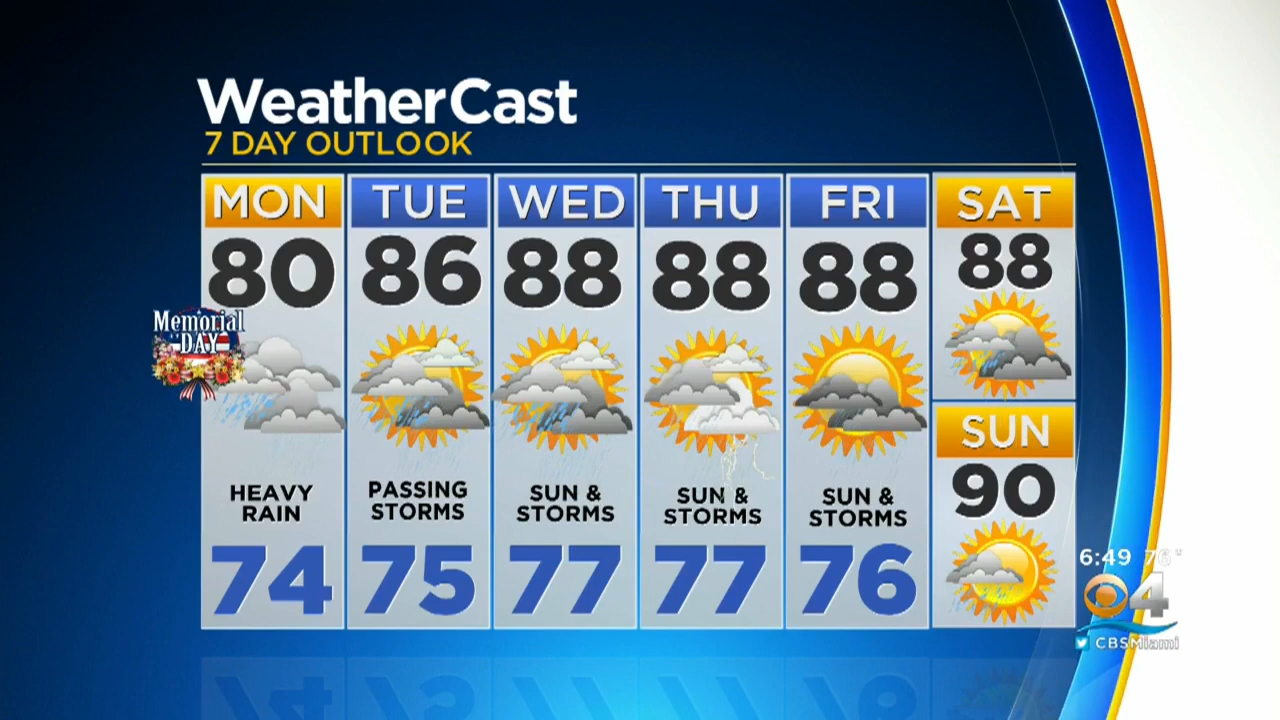 WeatherCast
7 DAY OUTLOOK
MON
80
Memorial
DAY
HEAVY
RAIN
74
TUE
86
PASSING
STORMS
75
WED
88
SUN &
STORMS
77
THU
88
SUN &
STORMS
77
FRI
88
SUN &
STORMS
76
SAT
88
SUN
90
6:49 76°
4
CBSMiami